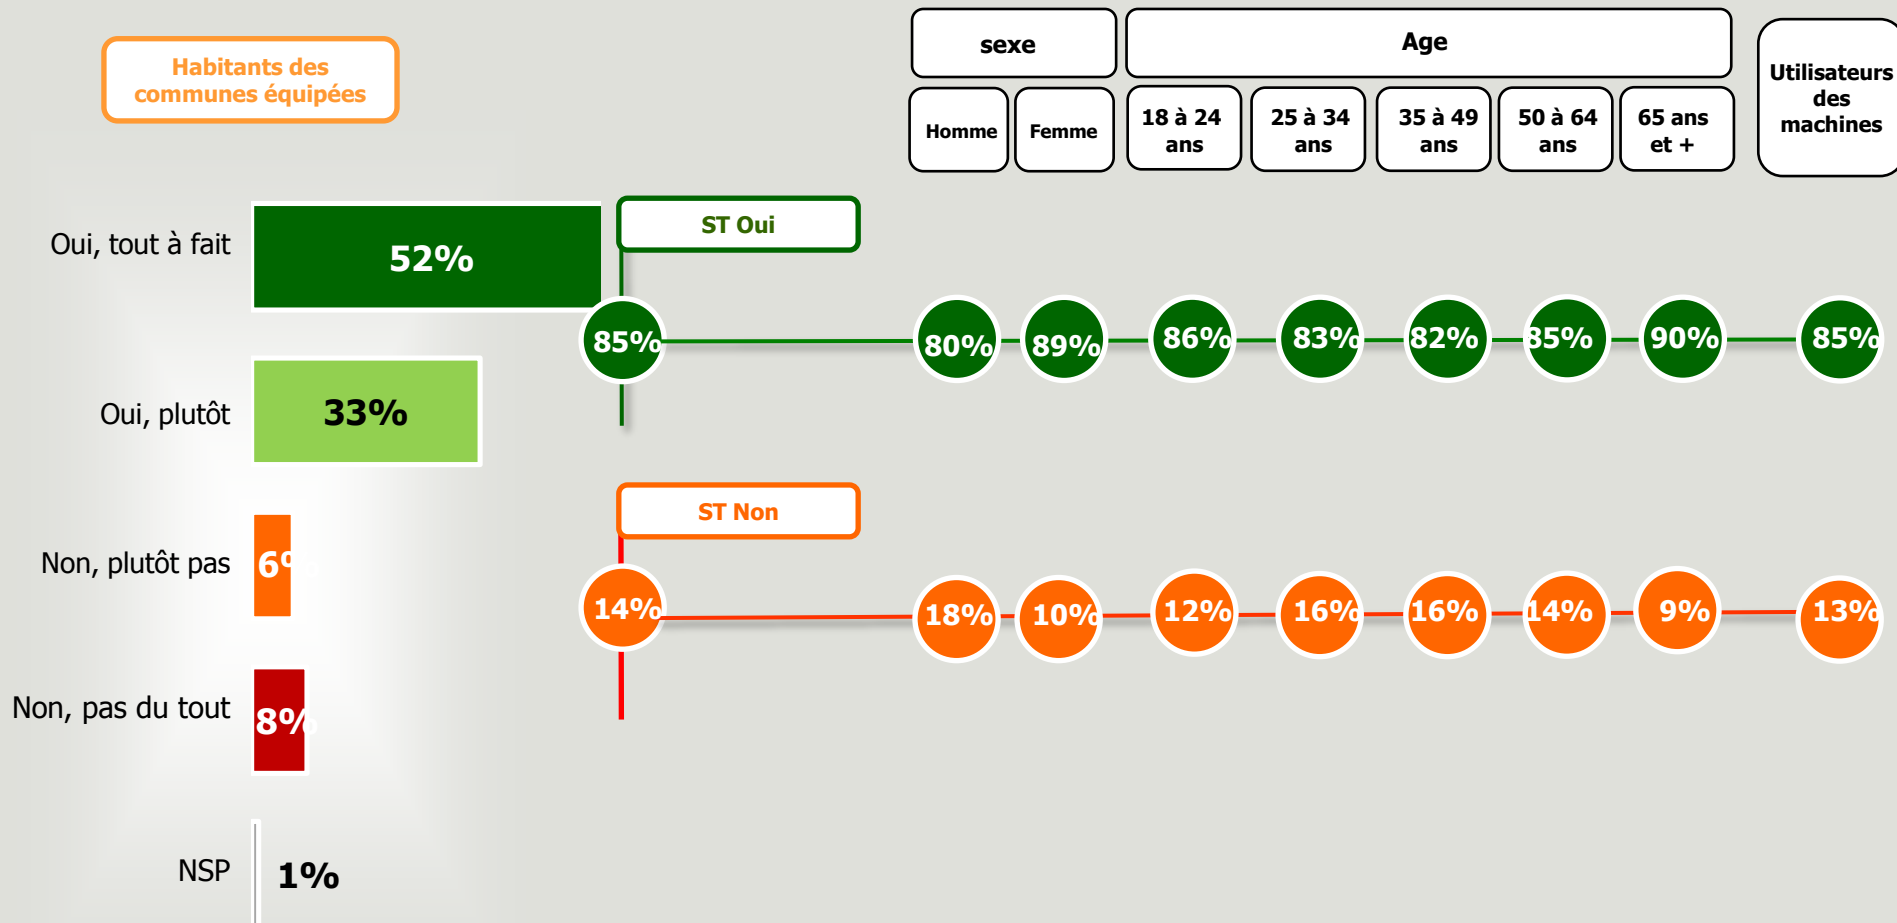 sexe
Age
Utilisateurs
des
machines
Habitants des
communes équipées
Homme
Femme
18 à 24
ans
25 à 34
ans
35 à 49
ans
50 à 64
ans
65 ans
et +
Oui, tout à fait
52%
ST Oui
85%
80%
89%
86%
83%
82%
85%
90%
85%
Oui, plutôt
33%
ST Non
Non, plutôt pas
6%
14%
18%
10%
12%
16%
16%
14%
9%
13%
Non, pas du tout
8%
NSP
1%